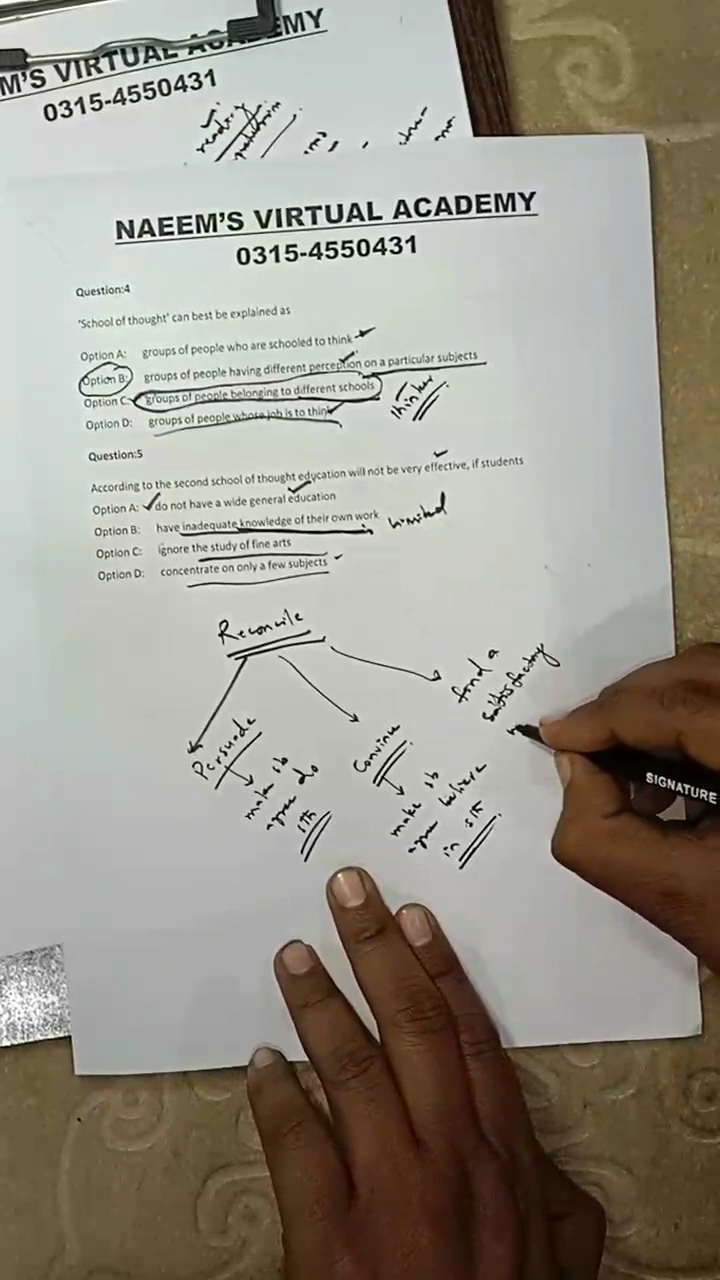 M'S VIRTUAL ACADEMY
0315-4550431
reading
NAEEM'S VIRTUAL ACADEMY
0315-4550431
Question:4
'School of thought' can best be explained as
Option A: groups of people who are schooled to think
Option B: groups of people having different perception on a particular subjects
Option C: groups of people belonging to different schools
Option D: groups of people whose job is to think
thinker
Question:5
According to the second school of thought education will not be very effective, if students
Option A: do not have a wide general education
Option B: have inadequate knowledge of their own work
limited
Option C: ignore the study of fine arts
Option D: concentrate on only a few subjects
Reconcile
Persuade
make sb
agree do
sth
Convince
make sb
agree believe
in sth
find a
satisfactory
SIGNATURE